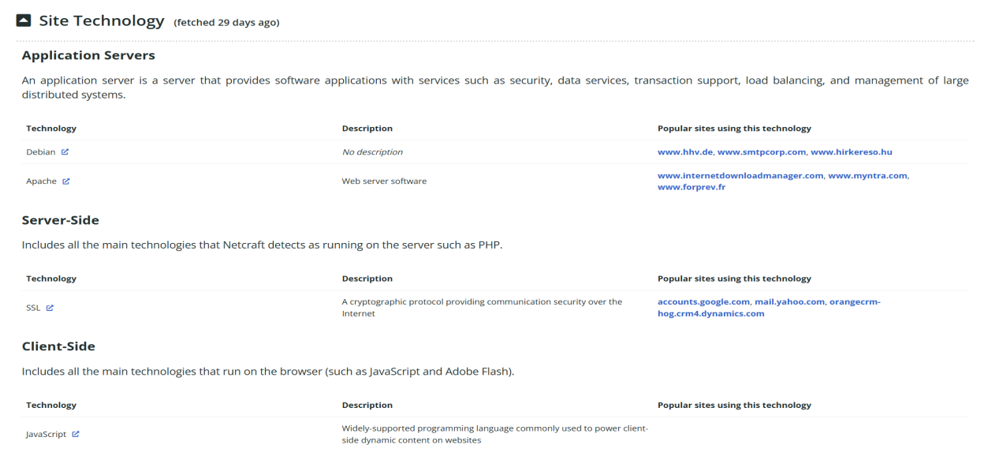 Site Technology (fetched 29 days ago)
Application Servers
An application server is a server that provides software applications with services such as security, data services, transaction support, load balancing, and management of large
distributed systems.
Technology Description Popular sites using this technology
Debian No description www.hhv.de, www.smtpcorp.com, www.hirkereso.hu
Apache Web server software www.internetdownloadmanager.com, www.myntra.com,
www.forprev.fr
Server-Side
Includes all the main technologies that Netcraft detects as running on the server such as PHP.
Technology Description Popular sites using this technology
SSL A cryptographic protocol providing communication security over the accounts.google.com, mail.yahoo.com, orangecrm-
Internet hog.crm4.dynamics.com
Client-Side
Includes all the main technologies that run on the browser (such as JavaScript and Adobe Flash).
Technology Description Popular sites using this technology
JavaScript Widely-supported programming language commonly used to power client-
side dynamic content on websites